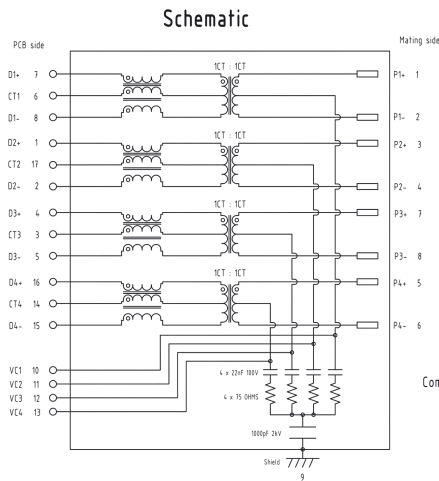 Schematic
PCB side
Mating side
1CT : 1CT
D1+ 7
P1+ 1
CT1 6
D1- 8
P1- 2
1CT : 1CT
D2+ 1
P2+ 3
CT2 17
D2- 2
P2- 4
1CT : 1CT
D3+ 4
P3+ 7
CT3 3
D3- 5
P3- 8
1CT : 1CT
D4+ 16
P4+ 5
CT4 14
D4- 15
P4- 6
VC1 10
VC2 11
VC3 12
VC4 13
4 x 22nF 100V
Con
4 x 75 OHMS
1000pF 2kV
Shield
9